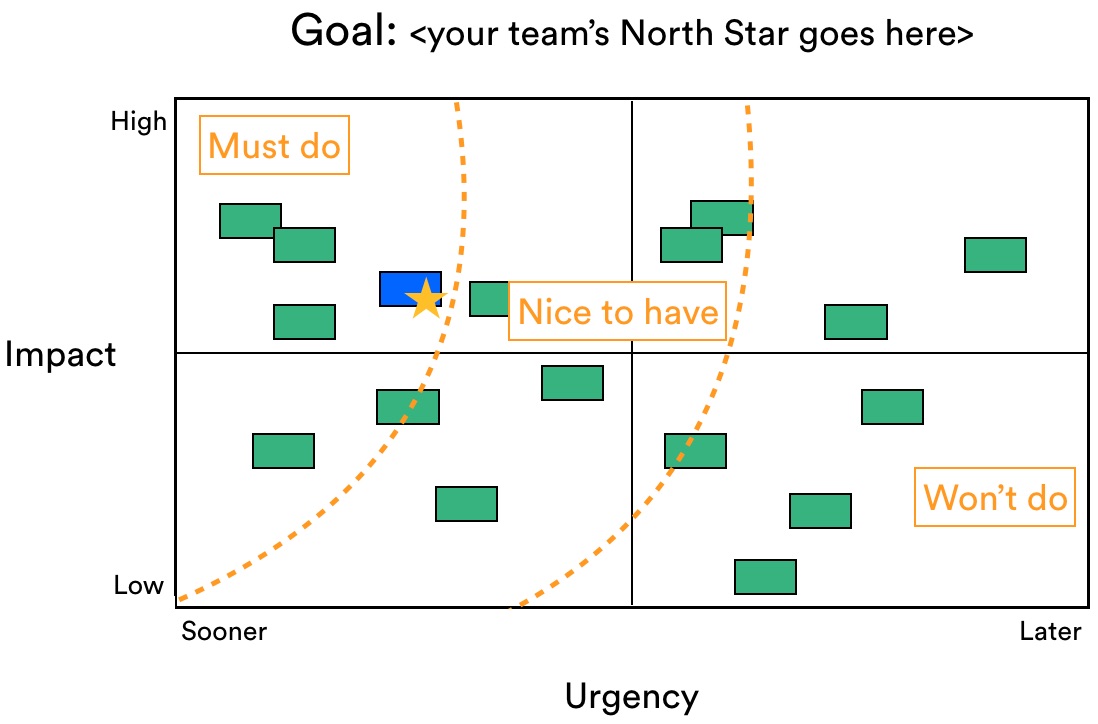 Goal: <your team's North Star goes here>
High
Must do
Nice to have
Impact
Won't do
Low
Sooner
Later
Urgency